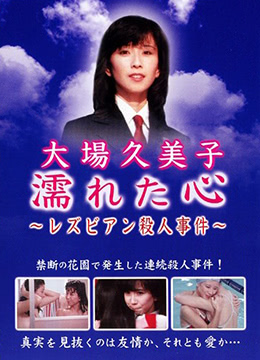 大場久美子
濡れた心
～レズビアン殺人事件～
禁断の花園で発生した連続殺人事件！
真実を見抜くのは友情か、それとも愛か…